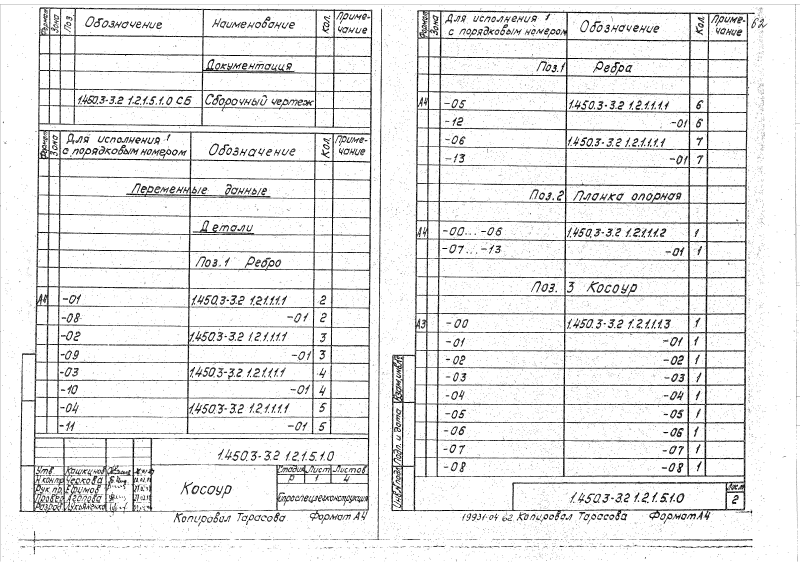 Формат Зона Поз. Обозначение Наименование Кол. Приме-чание
Документация
1.450.3-3.2 1.2.1.5.1.0 СБ Сборочный чертеж
Формат Зона Для исполнения с порядковым номером Обозначение Кол. Приме-чание
Переменные данные
Детали
Поз.1 Ребро
А4 -01 1.450.3-3.2 1.2.1.1.1.1 2
-08 -01 2
-02 1.450.3-3.2 1.2.1.1.1.1 3
-09 -01 3
-03 1.450.3-3.2 1.2.1.1.1.1 4
-10 -01 4
-04 1.450.3-3.2 1.2.1.1.1.1 5
-11 -01 5
1.450.3-3.2 1.2.1.5.1.0
Утв. Кашкинов
Н.контр. Черкова
Рук.пр. Ефимов
Провер. Агапова
Разраб. Лукьяненко
Косоур
Стадия Лист Листов
Р 1 4
Гипроспецлегконструкция
Копировал Тарасова Формат А4
62
Формат Зона Для исполнения с порядковым номером Обозначение Кол. Приме-чание
Поз.1 Ребра
А4 -05 1.450.3-3.2 1.2.1.1.1.1 6
-12 -01 6
-06 1.450.3-3.2 1.2.1.1.1.1 7
-13 -01 7
Поз.2 Планка опорная
А4 -00... -06 1.450.3-3.2 1.2.1.1.1.2 1
-07...-13 -01 1
Поз. 3 Косоур
А3 -00 1.450.3-3.2 1.2.1.1.1.3 1
-01 -01 1
-02 -02 1
-03 -03 1
-04 -04 1
-05 -05 1
-06 -06 1
-07 -07 1
-08 -08 1
Инв.№ подл. Подп. и дата Взам.инв.№
1.450.3-3.2 1.2.1.5.1.0
Лист
2
19931-04 62 Копировал Тарасова Формат А4